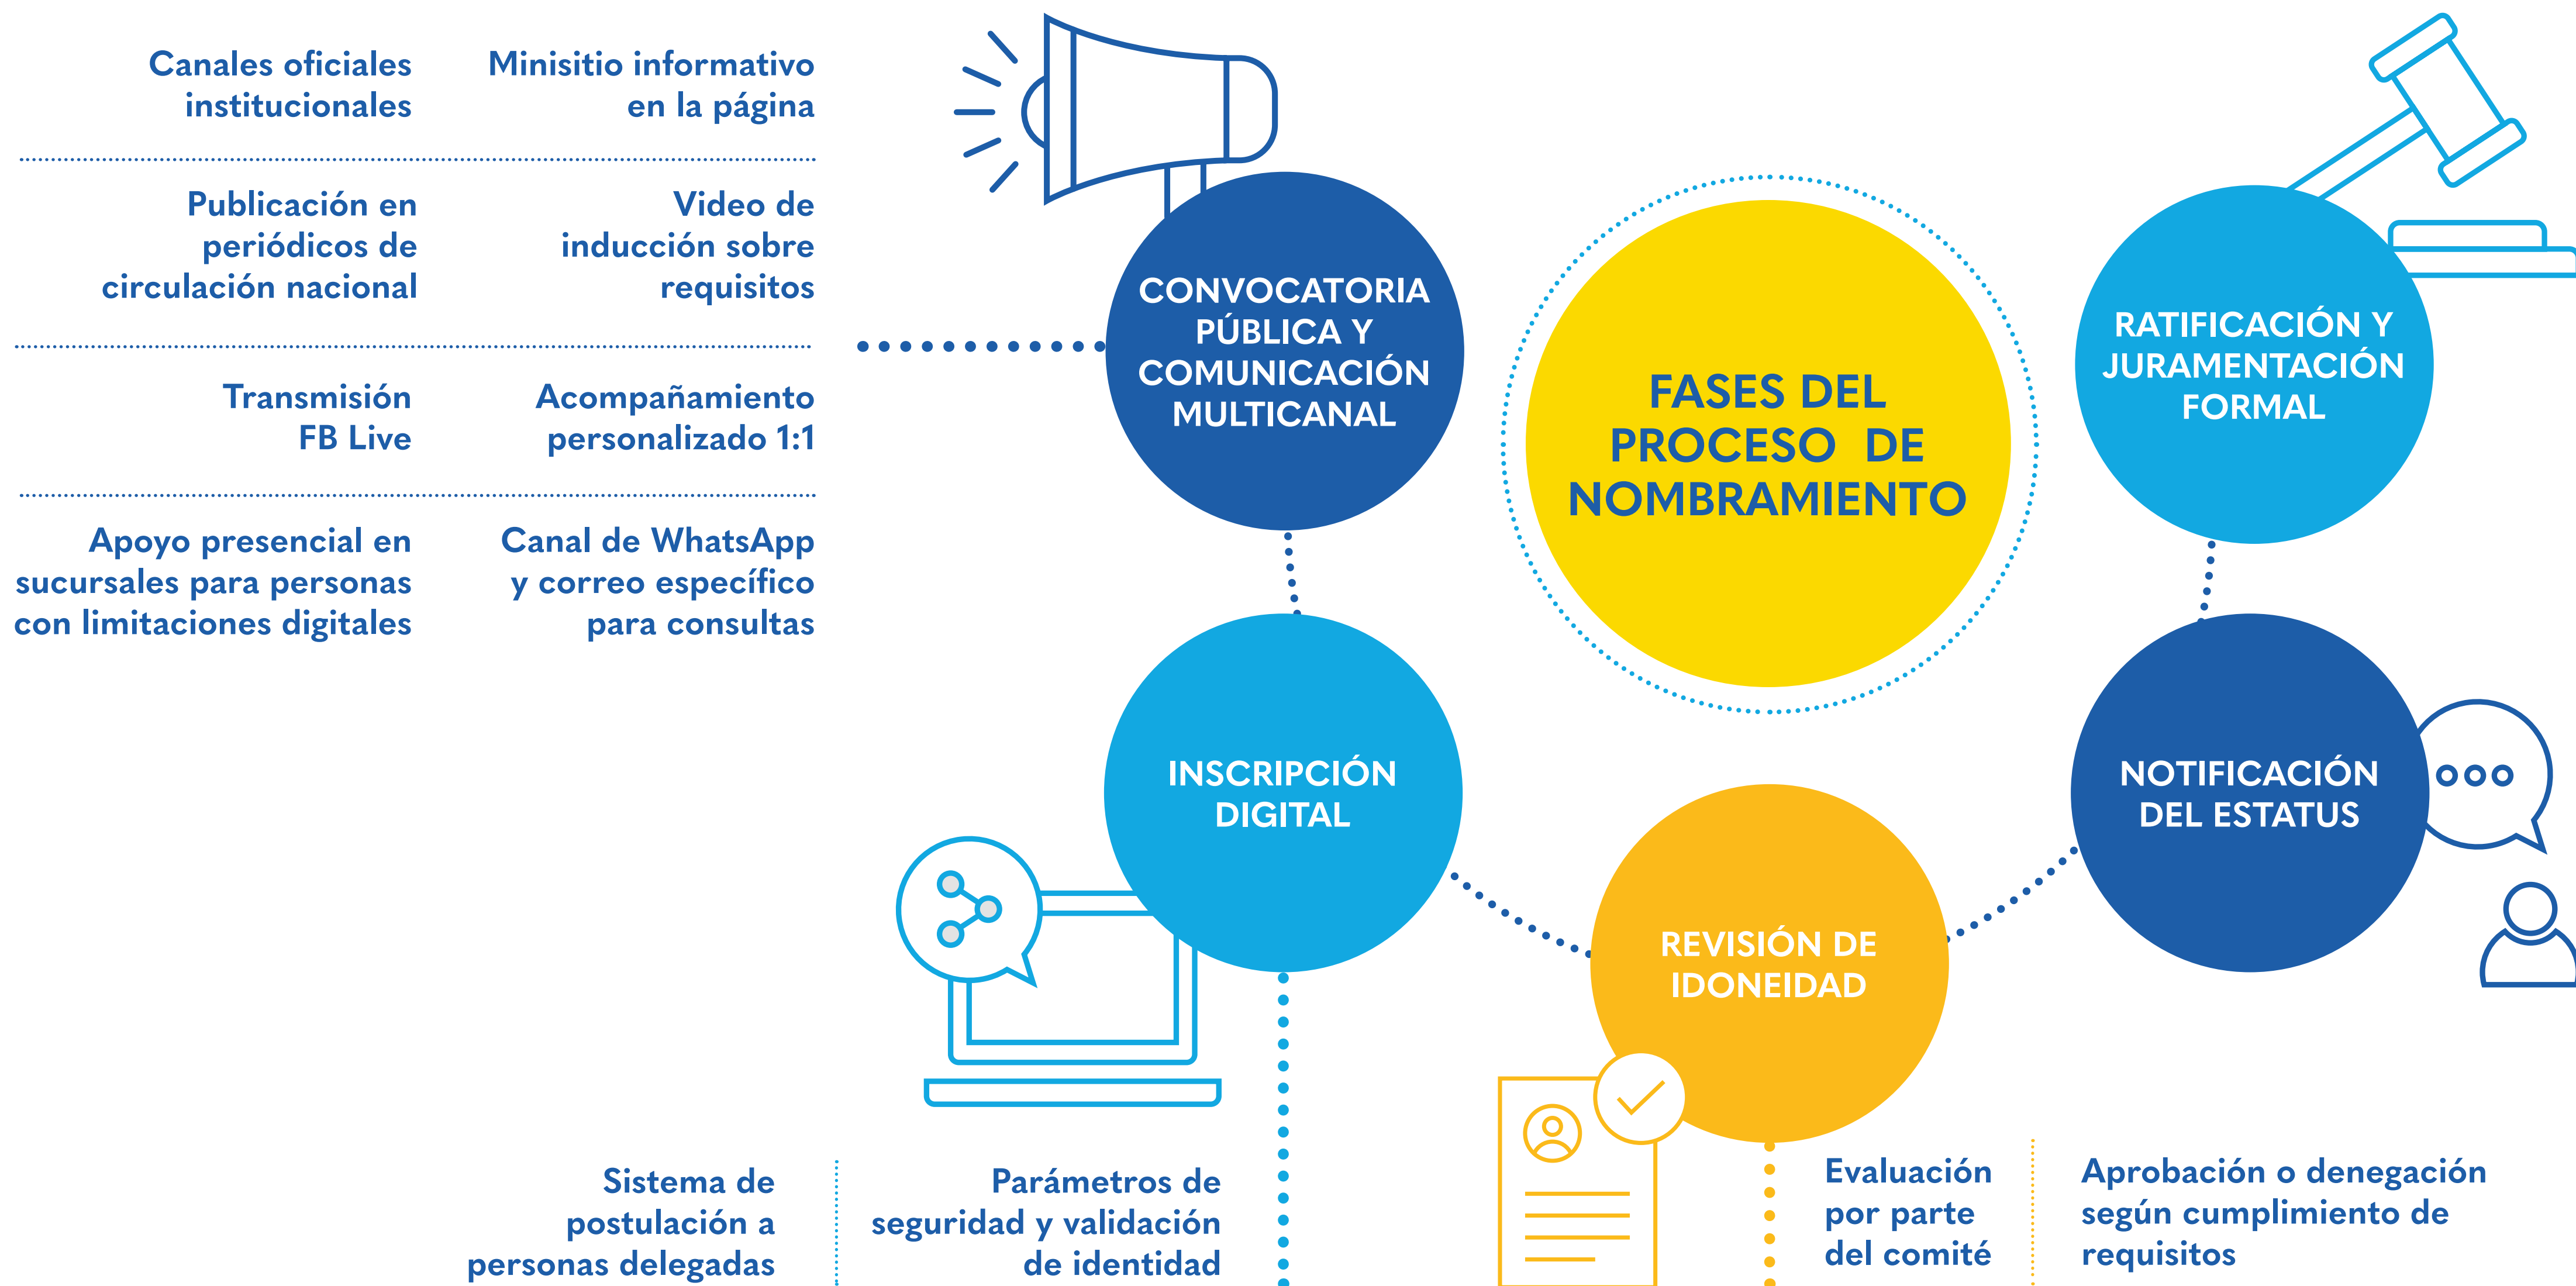 Canales oficiales
institucionales
Minisitio informativo
en la página
Publicación en
periódicos de
circulación nacional
Video de
inducción sobre
requisitos
Transmisión
FB Live
Acompañamiento
personalizado 1:1
Apoyo presencial en
sucursales para personas
con limitaciones digitales
Canal de WhatsApp
y correo específico
para consultas
CONVOCATORIA
PÚBLICA Y
COMUNICACIÓN
MULTICANAL
FASES DEL
PROCESO DE
NOMBRAMIENTO
RATIFICACIÓN Y
JURAMENTACIÓN
FORMAL
INSCRIPCIÓN
DIGITAL
NOTIFICACIÓN
DEL ESTATUS
REVISIÓN DE
IDONEIDAD
Sistema de
postulación a
personas delegadas
Parámetros de
seguridad y validación
de identidad
Evaluación
por parte
del comité
Aprobación o denegación
según cumplimiento de
requisitos